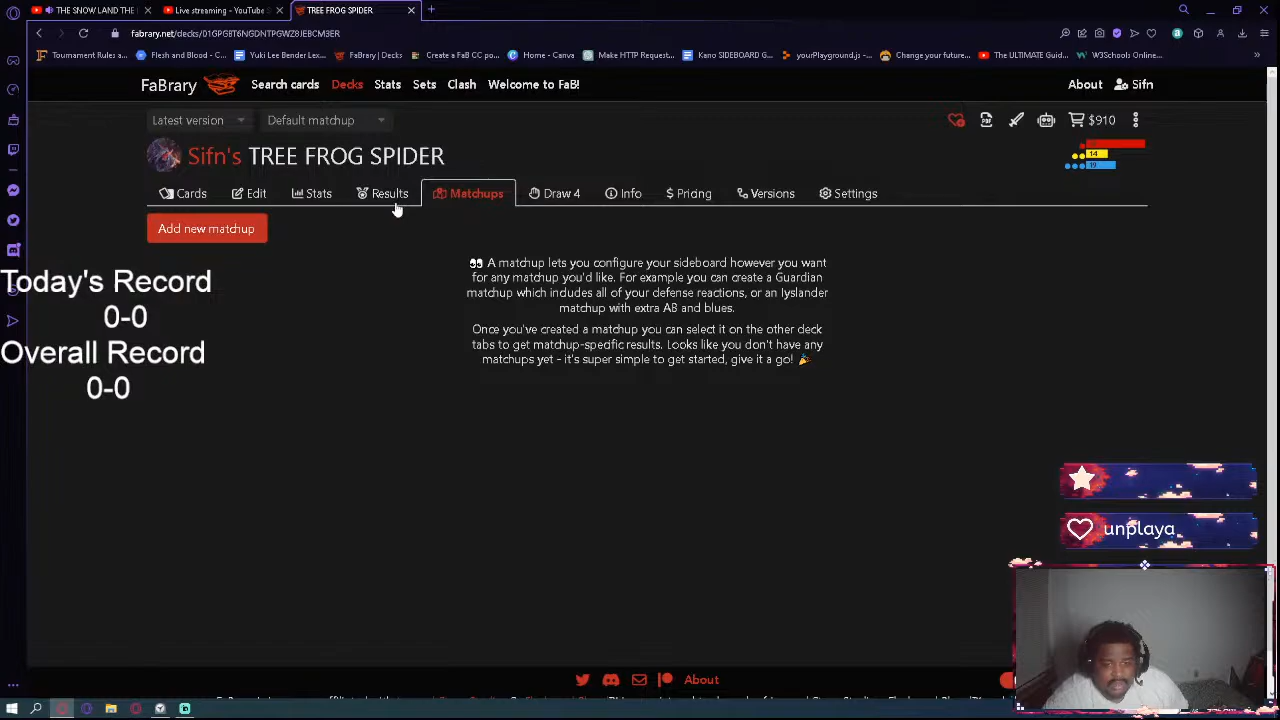 THE SNOW LAND THE
Live streaming - YouTube S
TREE FROG SPIDER
fabrary.net/decks/01GPG8T6NGDNTPGWZ8JEBCM3ER
Tournament Rules a...
Flesh and Blood - C...
Yuki Lee Bender Lex...
FaBrary | Decks
Create a FaB CC po...
Home - Canva
Make HTTP Request...
Kano SIDEBOARD G...
yourPlayground.js -...
Change your future...
The ULTIMATE Guid...
W3Schools Online...
FaBrary
Search cards
Decks
Stats
Sets
Clash
Welcome to FaB!
About
Sifn
Latest version
Default matchup
PDF
$910
Sifn's TREE FROG SPIDER
14
19
Cards
Edit
Stats
Results
Matchups
Draw 4
Info
Pricing
Versions
Settings
Add new matchup
👀 A matchup lets you configure your sideboard however you want
for any matchup you'd like. For example you can create a Guardian
matchup which includes all of your defense reactions, or an Iyslander
matchup with extra AB and blues.
Once you've created a matchup you can select it on the other deck
tabs to get matchup-specific results. Looks like you don't have any
matchups yet - it's super simple to get started, give it a go! 🎉
Today's Record
0-0
Overall Record
0-0
unplaya
About